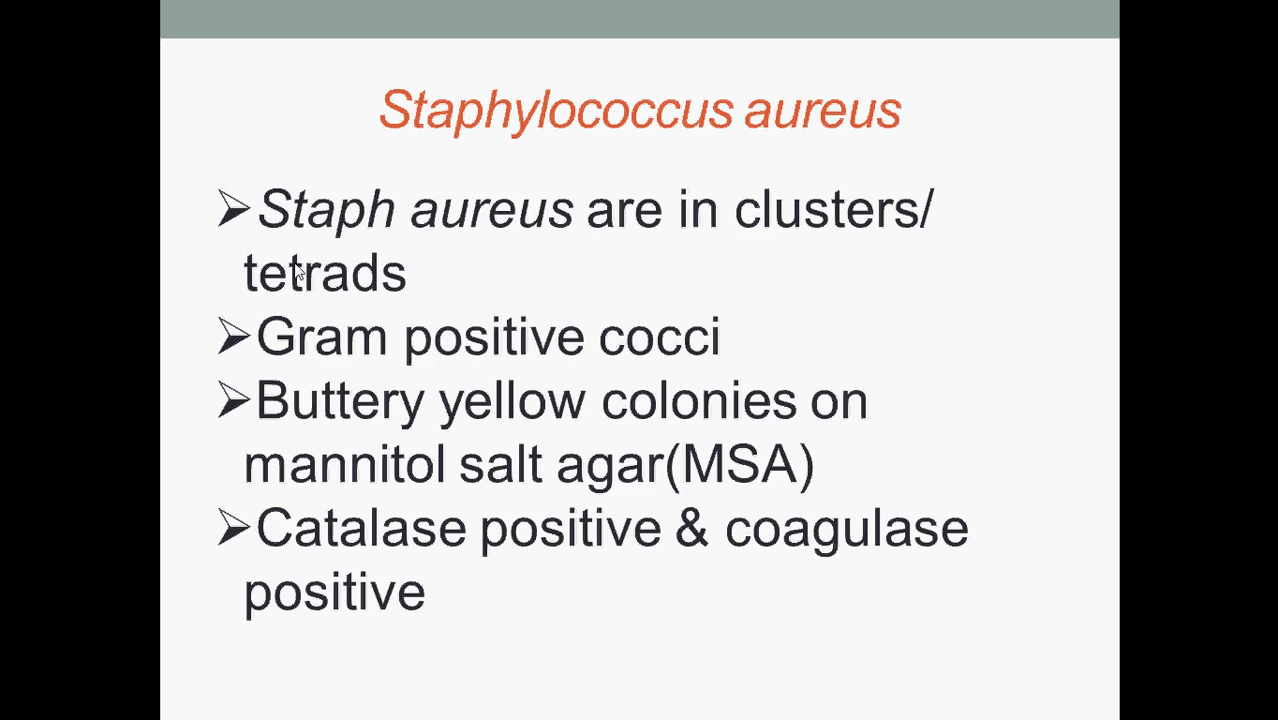 Staphylococcus aureus
➢Staph aureus are in clusters/
tetrads
➢Gram positive cocci
➢Buttery yellow colonies on
mannitol salt agar(MSA)
➢Catalase positive & coagulase
positive